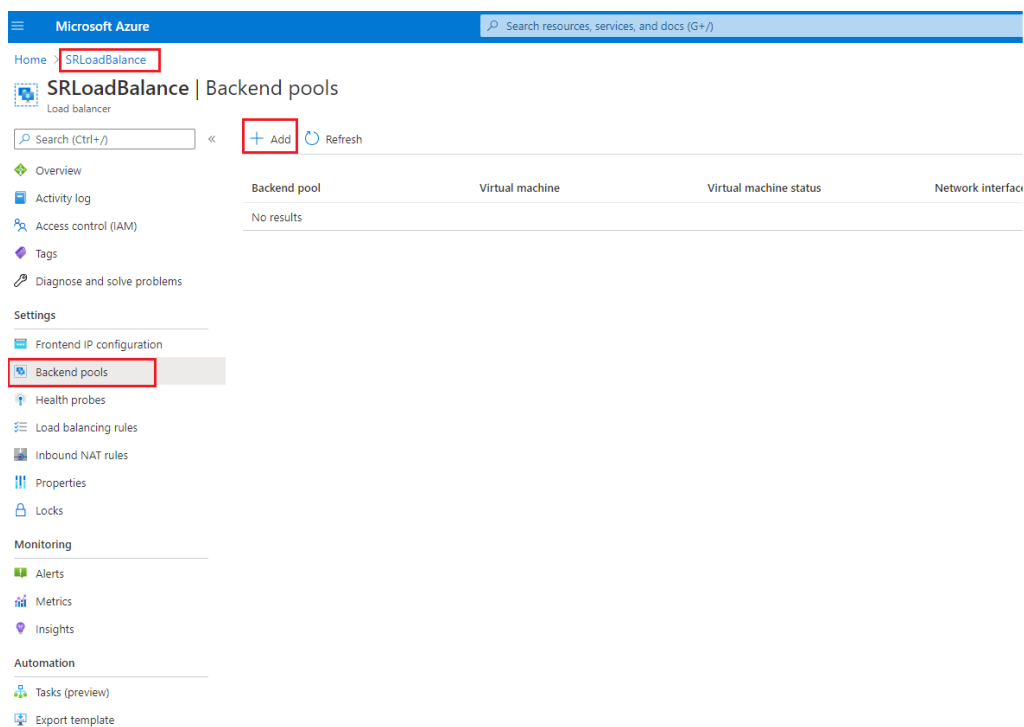 Microsoft Azure
Search resources, services, and docs (G+/)
Home > SRLoadBalance
SRLoadBalance | Backend pools
Load balancer
Search (Ctrl+/)
«
+ Add
Refresh
Overview
Activity log
Access control (IAM)
Tags
Diagnose and solve problems
Settings
Frontend IP configuration
Backend pools
Health probes
Load balancing rules
Inbound NAT rules
Properties
Locks
Monitoring
Alerts
Metrics
Insights
Automation
Tasks (preview)
Export template
Backend pool Virtual machine Virtual machine status Network interfac
No results